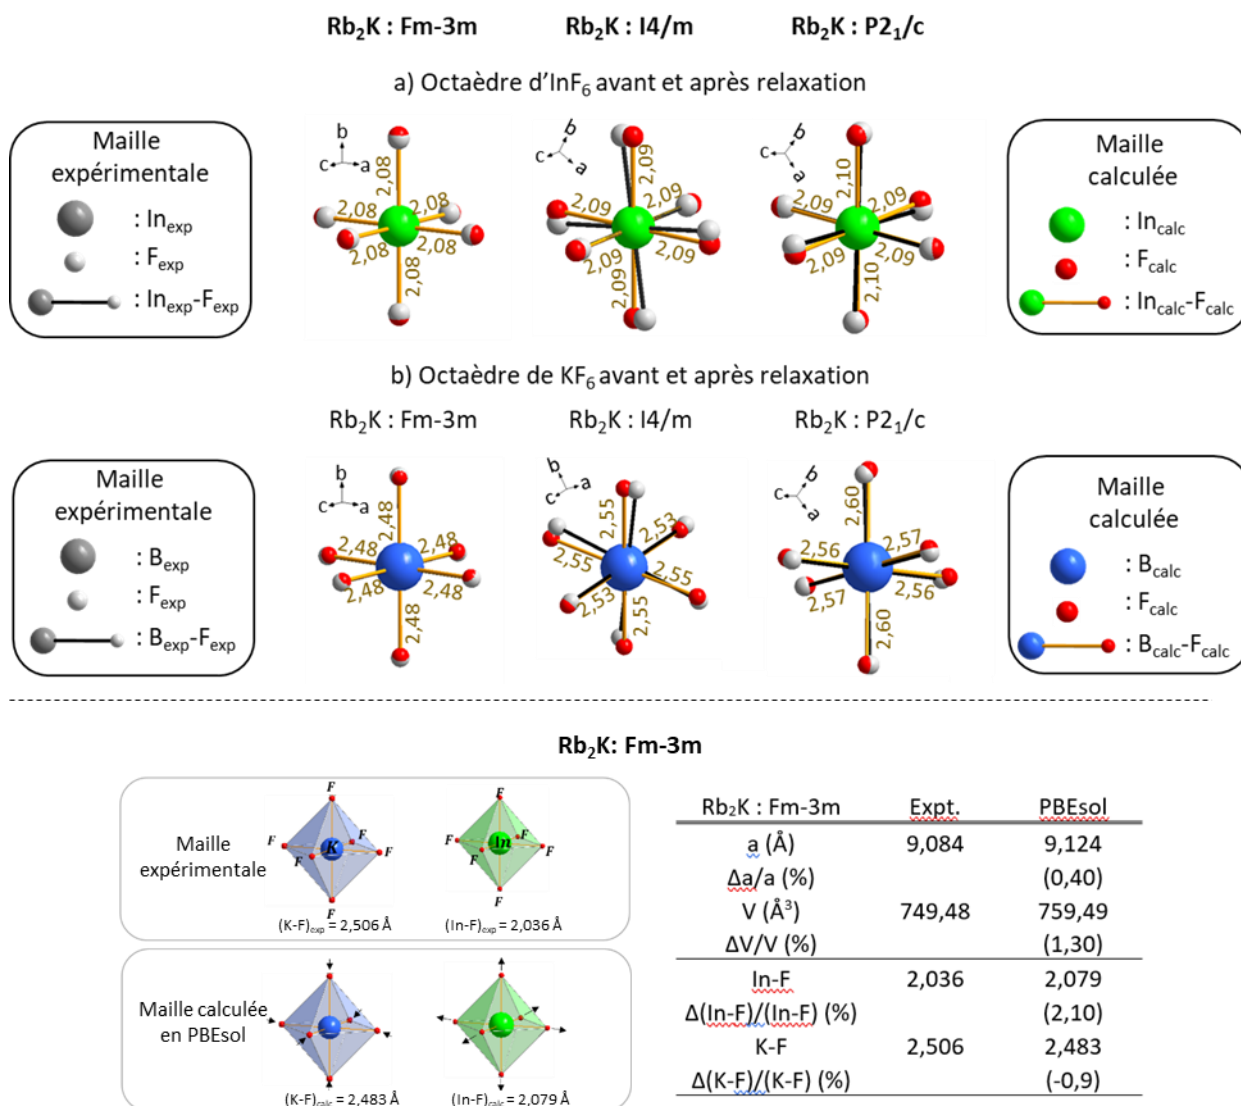 Rb₂K : Fm-3m Rb₂K : I4/m Rb₂K : P2₁/c
a) Octaèdre d'InF₆ avant et après relaxation
Maille
expérimentale
: In_exp
: F_exp
: In_exp-F_exp
b
c a
2,08
2,08 2,08
2,08 2,08
2,08
b
c
a
2,09
2,09 2,09
2,09 2,09
2,09
b
c
a
2,10
2,09 2,09
2,09 2,09
2,10
Maille
calculée
: In_calc
: F_calc
: In_calc-F_calc
b) Octaèdre de KF₆ avant et après relaxation
Rb₂K : Fm-3m Rb₂K : I4/m Rb₂K : P2₁/c
Maille
expérimentale
: B_exp
: F_exp
: B_exp-F_exp
b
c a
2,48
2,48 2,48
2,48 2,48
2,48
b
c a
2,55
2,53
2,55 2,55
2,53
2,55
b
c
a
2,60
2,56 2,57
2,57 2,56
2,60
Maille
calculée
: B_calc
: F_calc
: B_calc-F_calc
Rb₂K: Fm-3m
Maille
expérimentale
F
F F
K
F F
F
(K-F)_exp = 2,506 Å
F
F F
In
F F
F
(In-F)_exp = 2,036 Å
Maille calculée
en PBEsol
(K-F)_calc = 2,483 Å
(In-F)_calc = 2,079 Å
Rb₂K : Fm-3m Expt. PBEsol
a (Å) 9,084 9,124
Δa/a (%) (0,40)
V (Å³) 749,48 759,49
ΔV/V (%) (1,30)
In-F 2,036 2,079
Δ(In-F)/(In-F) (%) (2,10)
K-F 2,506 2,483
Δ(K-F)/(K-F) (%) (-0,9)